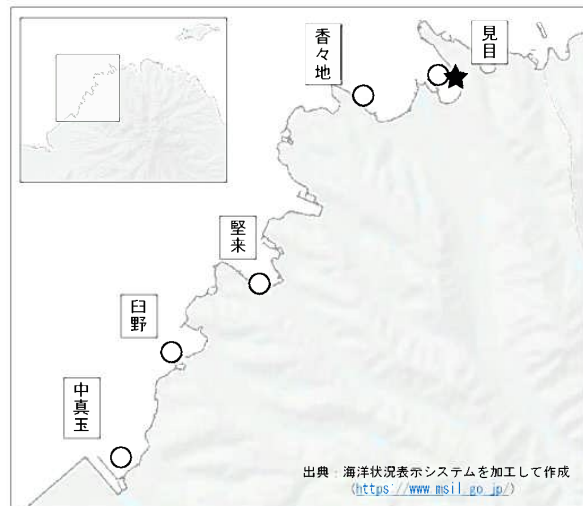 香々地
見目
堅来
臼野
中真玉
出典：海洋状況表示システムを加工して作成
（https://www.msil.go.jp/）